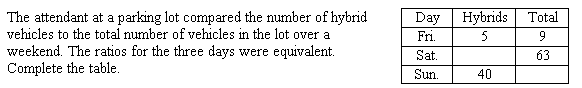 The attendant at a parking lot compared the number of hybrid
vehicles to the total number of vehicles in the lot over a
weekend. The ratios for the three days were equivalent.
Complete the table.
Day Hybrids Total
Fri. 5 9
Sat. 63
Sun. 40